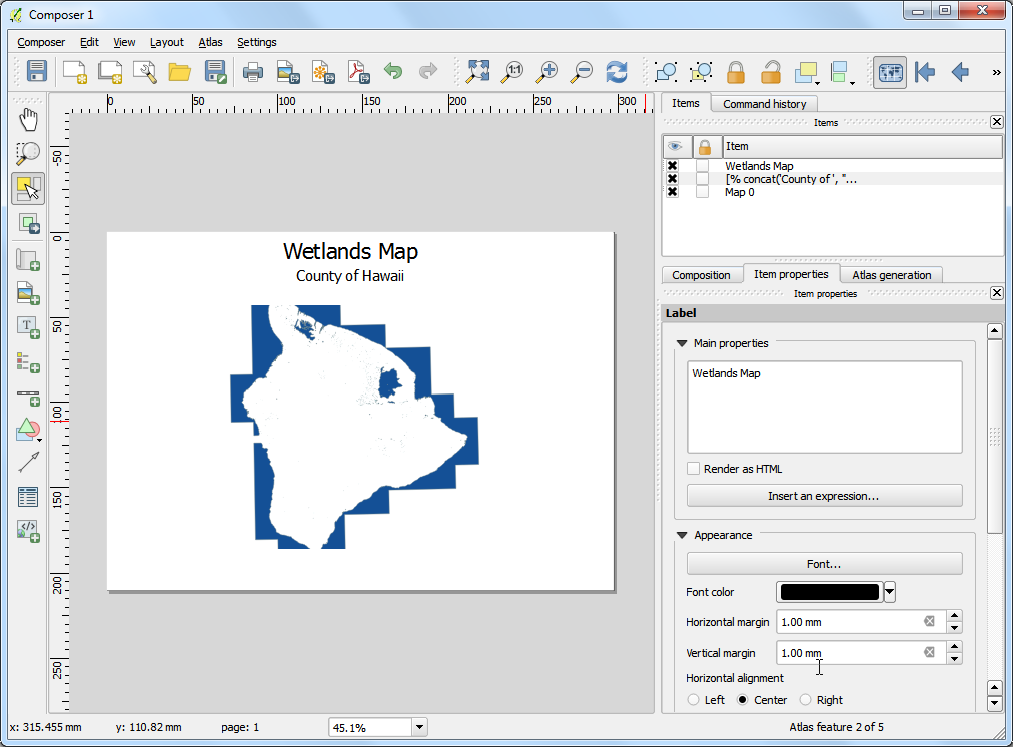 Composer 1
Composer Edit View Layout Atlas Settings
1:1
»
0 50 100 150 200 250 300
-50
0
50
100
150
200
250
T
Wetlands Map
County of Hawaii
Items Command history
Items
Item
Wetlands Map
[% concat('County of ', "...
Map 0
Composition Item properties Atlas generation
Item properties
Label
Main properties
Wetlands Map
Render as HTML
Insert an expression...
Appearance
Font...
Font color
Horizontal margin 1.00 mm
Vertical margin 1.00 mm
Horizontal alignment
Left Center Right
x: 315.455 mm y: 110.82 mm page: 1 45.1% Atlas feature 2 of 5